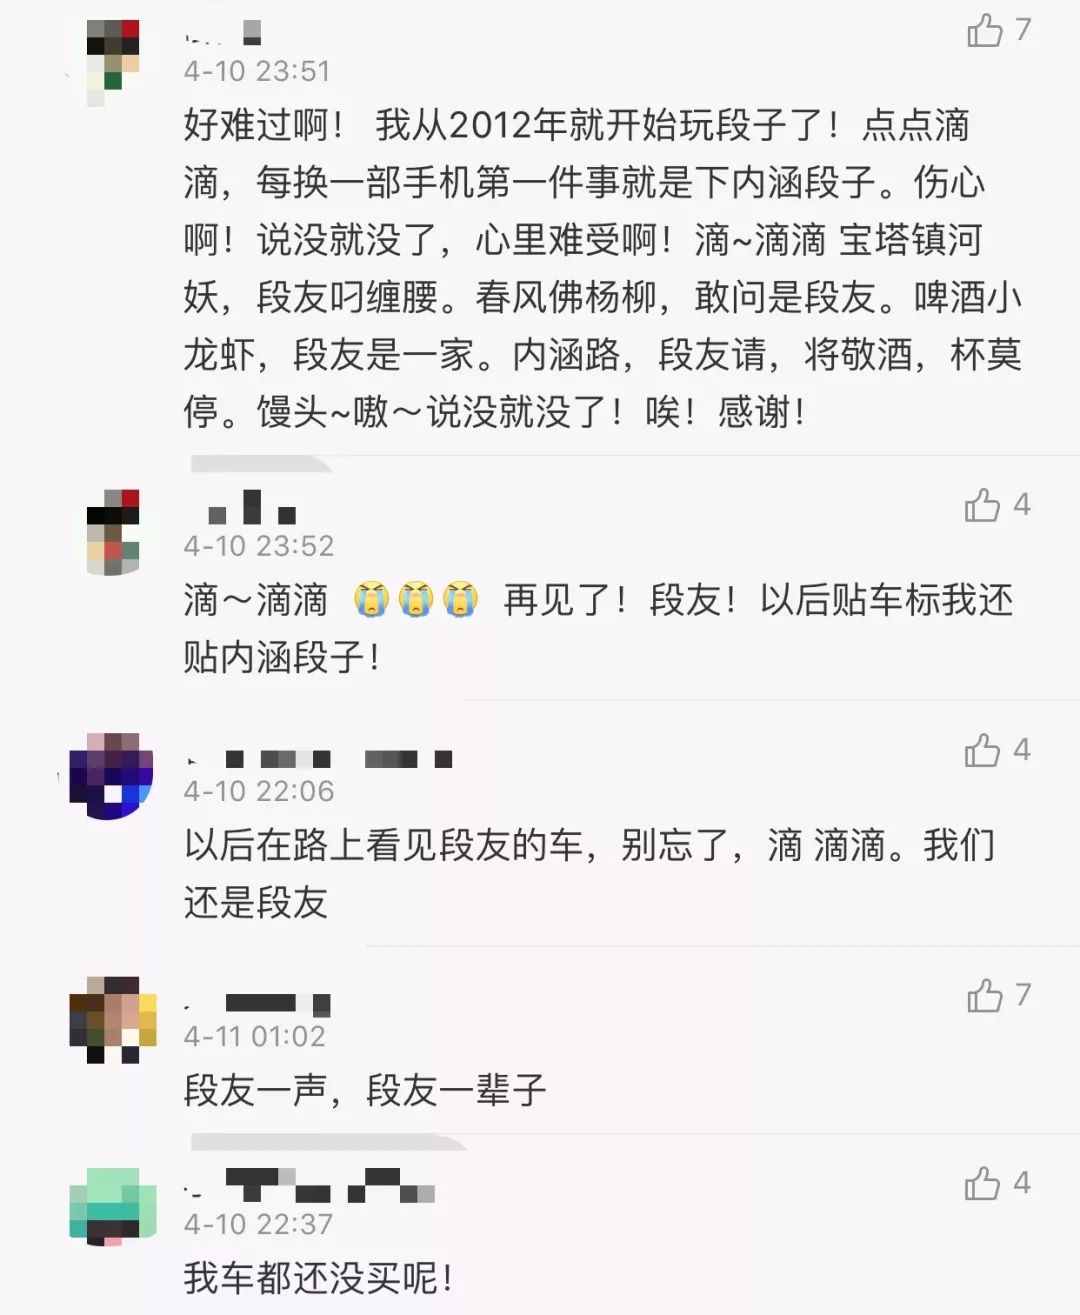 7
4-10 23:51
好难过啊！ 我从2012年就开始玩段子了！点点滴
滴，每换一部手机第一件事就是下内涵段子。伤心
啊！说没就没了，心里难受啊！滴~滴滴 宝塔镇河
妖，段友叼缠腰。春风佛杨柳，敢问是段友。啤酒小
龙虾，段友是一家。内涵路，段友请，将敬酒，杯莫
停。馒头~嗷～说没就没了！唉！感谢！
4
4-10 23:52
滴～滴滴 😭😭😭 再见了！段友！以后贴车标我还
贴内涵段子！
4
4-10 22:06
以后在路上看见段友的车，别忘了，滴 滴滴。我们
还是段友
7
4-11 01:02
段友一声，段友一辈子
4
4-10 22:37
我车都还没买呢！